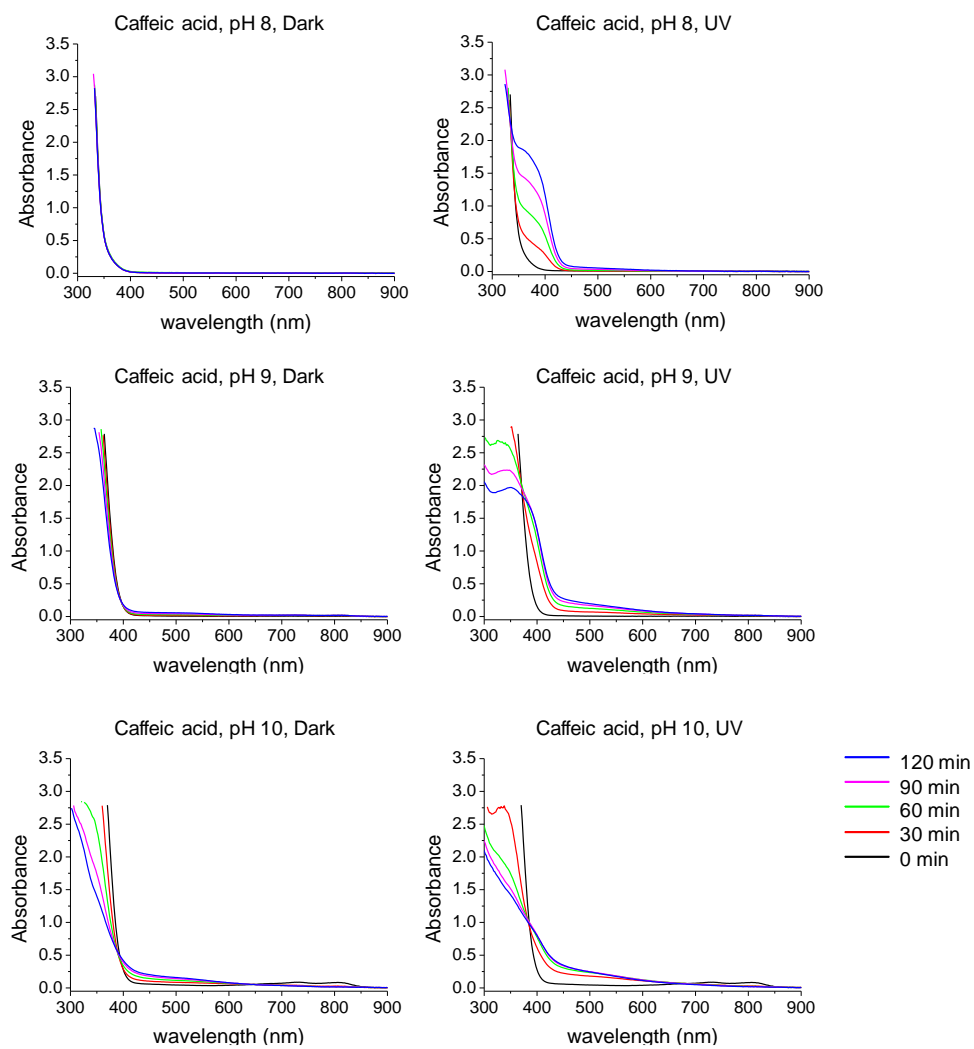 Caffeic acid, pH 8, Dark
3.5
3.0
2.5
2.0
1.5
1.0
0.5
0.0
Absorbance
300 400 500 600 700 800 900
wavelength (nm)
Caffeic acid, pH 8, UV
3.5
3.0
2.5
2.0
1.5
1.0
0.5
0.0
Absorbance
300 400 500 600 700 800 900
wavelength (nm)
Caffeic acid, pH 9, Dark
3.5
3.0
2.5
2.0
1.5
1.0
0.5
0.0
Absorbance
300 400 500 600 700 800 900
wavelength (nm)
Caffeic acid, pH 9, UV
3.5
3.0
2.5
2.0
1.5
1.0
0.5
0.0
Absorbance
300 400 500 600 700 800 900
wavelength (nm)
Caffeic acid, pH 10, Dark
3.5
3.0
2.5
2.0
1.5
1.0
0.5
0.0
Absorbance
300 400 500 600 700 800 900
wavelength (nm)
Caffeic acid, pH 10, UV
3.5
3.0
2.5
2.0
1.5
1.0
0.5
0.0
Absorbance
300 400 500 600 700 800 900
wavelength (nm)
120 min
90 min
60 min
30 min
0 min